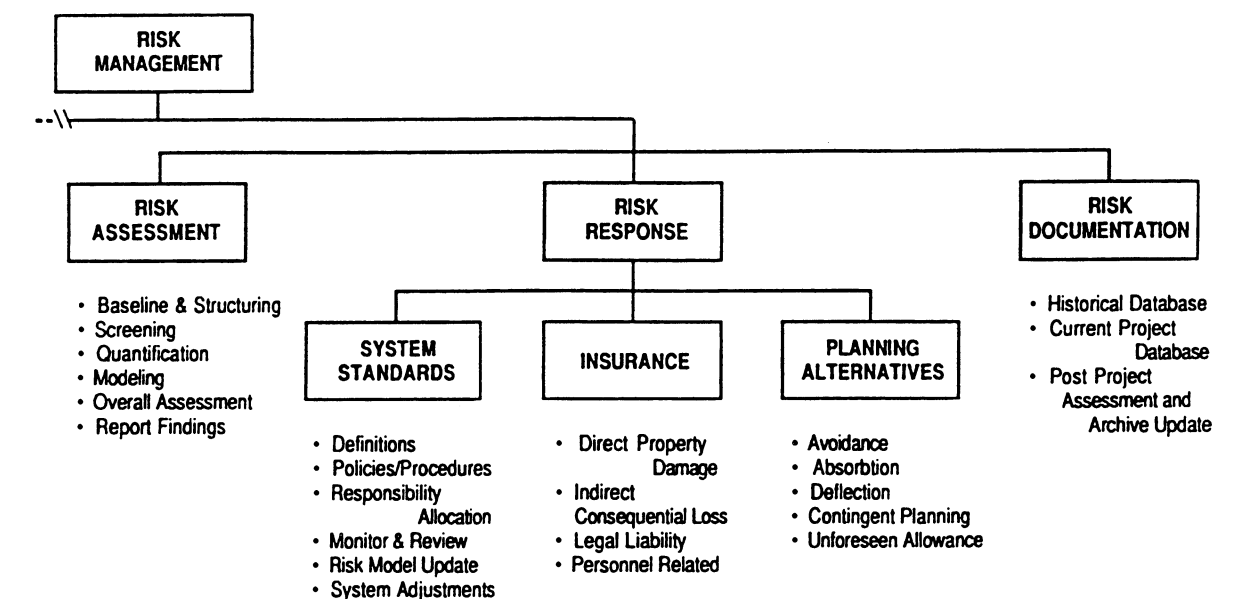 RISK
MANAGEMENT
RISK
ASSESSMENT
• Baseline & Structuring
• Screening
• Quantification
• Modeling
• Overall Assessment
• Report Findings
RISK
RESPONSE
SYSTEM
STANDARDS
• Definitions
• Policies/Procedures
• Responsibility
Allocation
• Monitor & Review
• Risk Model Update
• System Adjustments
INSURANCE
• Direct Property
Damage
• Indirect
Consequential Loss
• Legal Liability
• Personnel Related
PLANNING
ALTERNATIVES
• Avoidance
• Absorbtion
• Deflection
• Contingent Planning
• Unforeseen Allowance
RISK
DOCUMENTATION
• Historical Database
• Current Project
Database
• Post Project
Assessment and
Archive Update